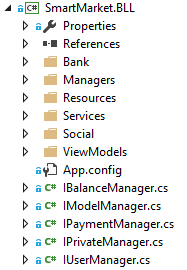 C# SmartMarket.BLL
Properties
References
Bank
Managers
Resources
Services
Social
ViewModels
App.config
C# IBalanceManager.cs
C# IModelManager.cs
C# IPaymentManager.cs
C# IPrivateManager.cs
C# IUserManager.cs